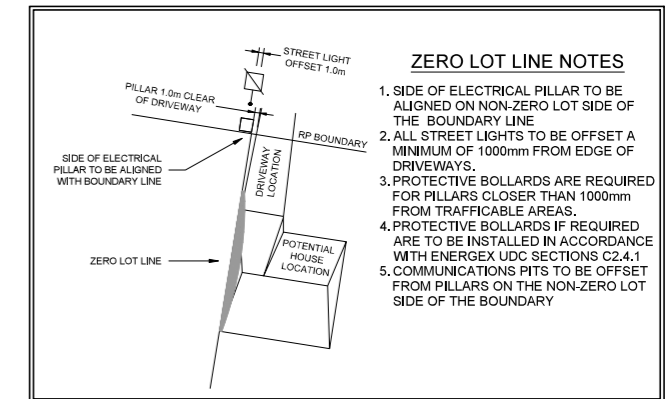 STREET LIGHT
OFFSET 1.0m
PILLAR 1.0m CLEAR
OF DRIVEWAY
RP BOUNDARY
SIDE OF ELECTRICAL
PILLAR TO BE ALIGNED
WITH BOUNDARY LINE
DRIVEWAY
LOCATION
POTENTIAL
HOUSE
LOCATION
ZERO LOT LINE
ZERO LOT LINE NOTES
1. SIDE OF ELECTRICAL PILLAR TO BE
ALIGNED ON NON-ZERO LOT SIDE OF
THE BOUNDARY LINE
2. ALL STREET LIGHTS TO BE OFFSET A
MINIMUM OF 1000mm FROM EDGE OF
DRIVEWAYS.
3. PROTECTIVE BOLLARDS ARE REQUIRED
FOR PILLARS CLOSER THAN 1000mm
FROM TRAFFICABLE AREAS.
4. PROTECTIVE BOLLARDS IF REQUIRED
ARE TO BE INSTALLED IN ACCORDANCE
WITH ENERGEX UDC SECTIONS C2.4.1
5. COMMUNICATIONS PITS TO BE OFFSET
FROM PILLARS ON THE NON-ZERO LOT
SIDE OF THE BOUNDARY